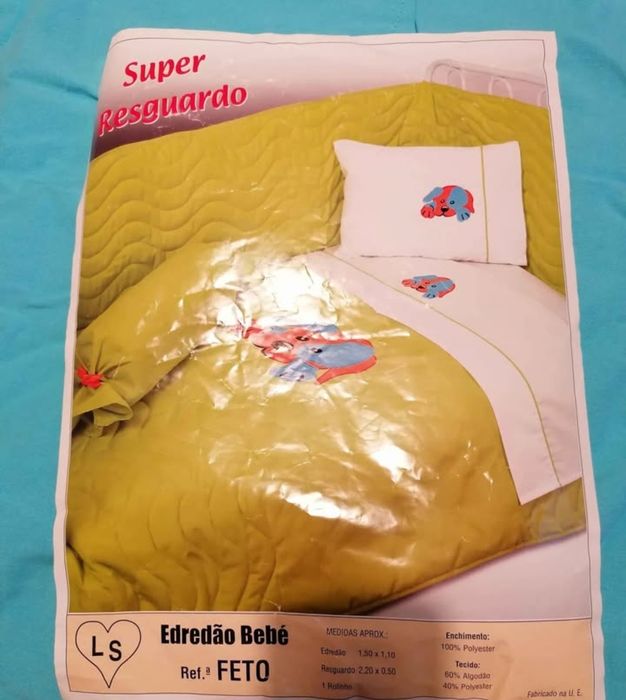 Super
Resguardo
LS
Edredão Bebé
Ref.ª FETO
MEDIDAS APROX.:
Edredão 1,50 x 1,10
Resguardo 2,20 x 0,50
1 Rolinho
Enchimento:
100% Polyester
Tecido:
60% Algodão
40% Polyester
Fabricado na U. E.